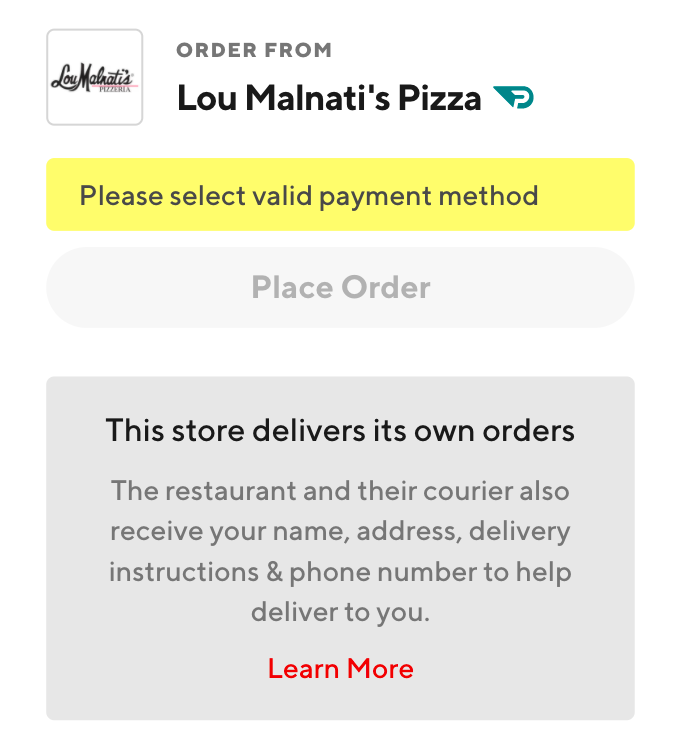 Lou Malnati's
PIZZERIA
ORDER FROM
Lou Malnati's Pizza
Please select valid payment method
Place Order
This store delivers its own orders
The restaurant and their courier also
receive your name, address, delivery
instructions & phone number to help
deliver to you.
Learn More